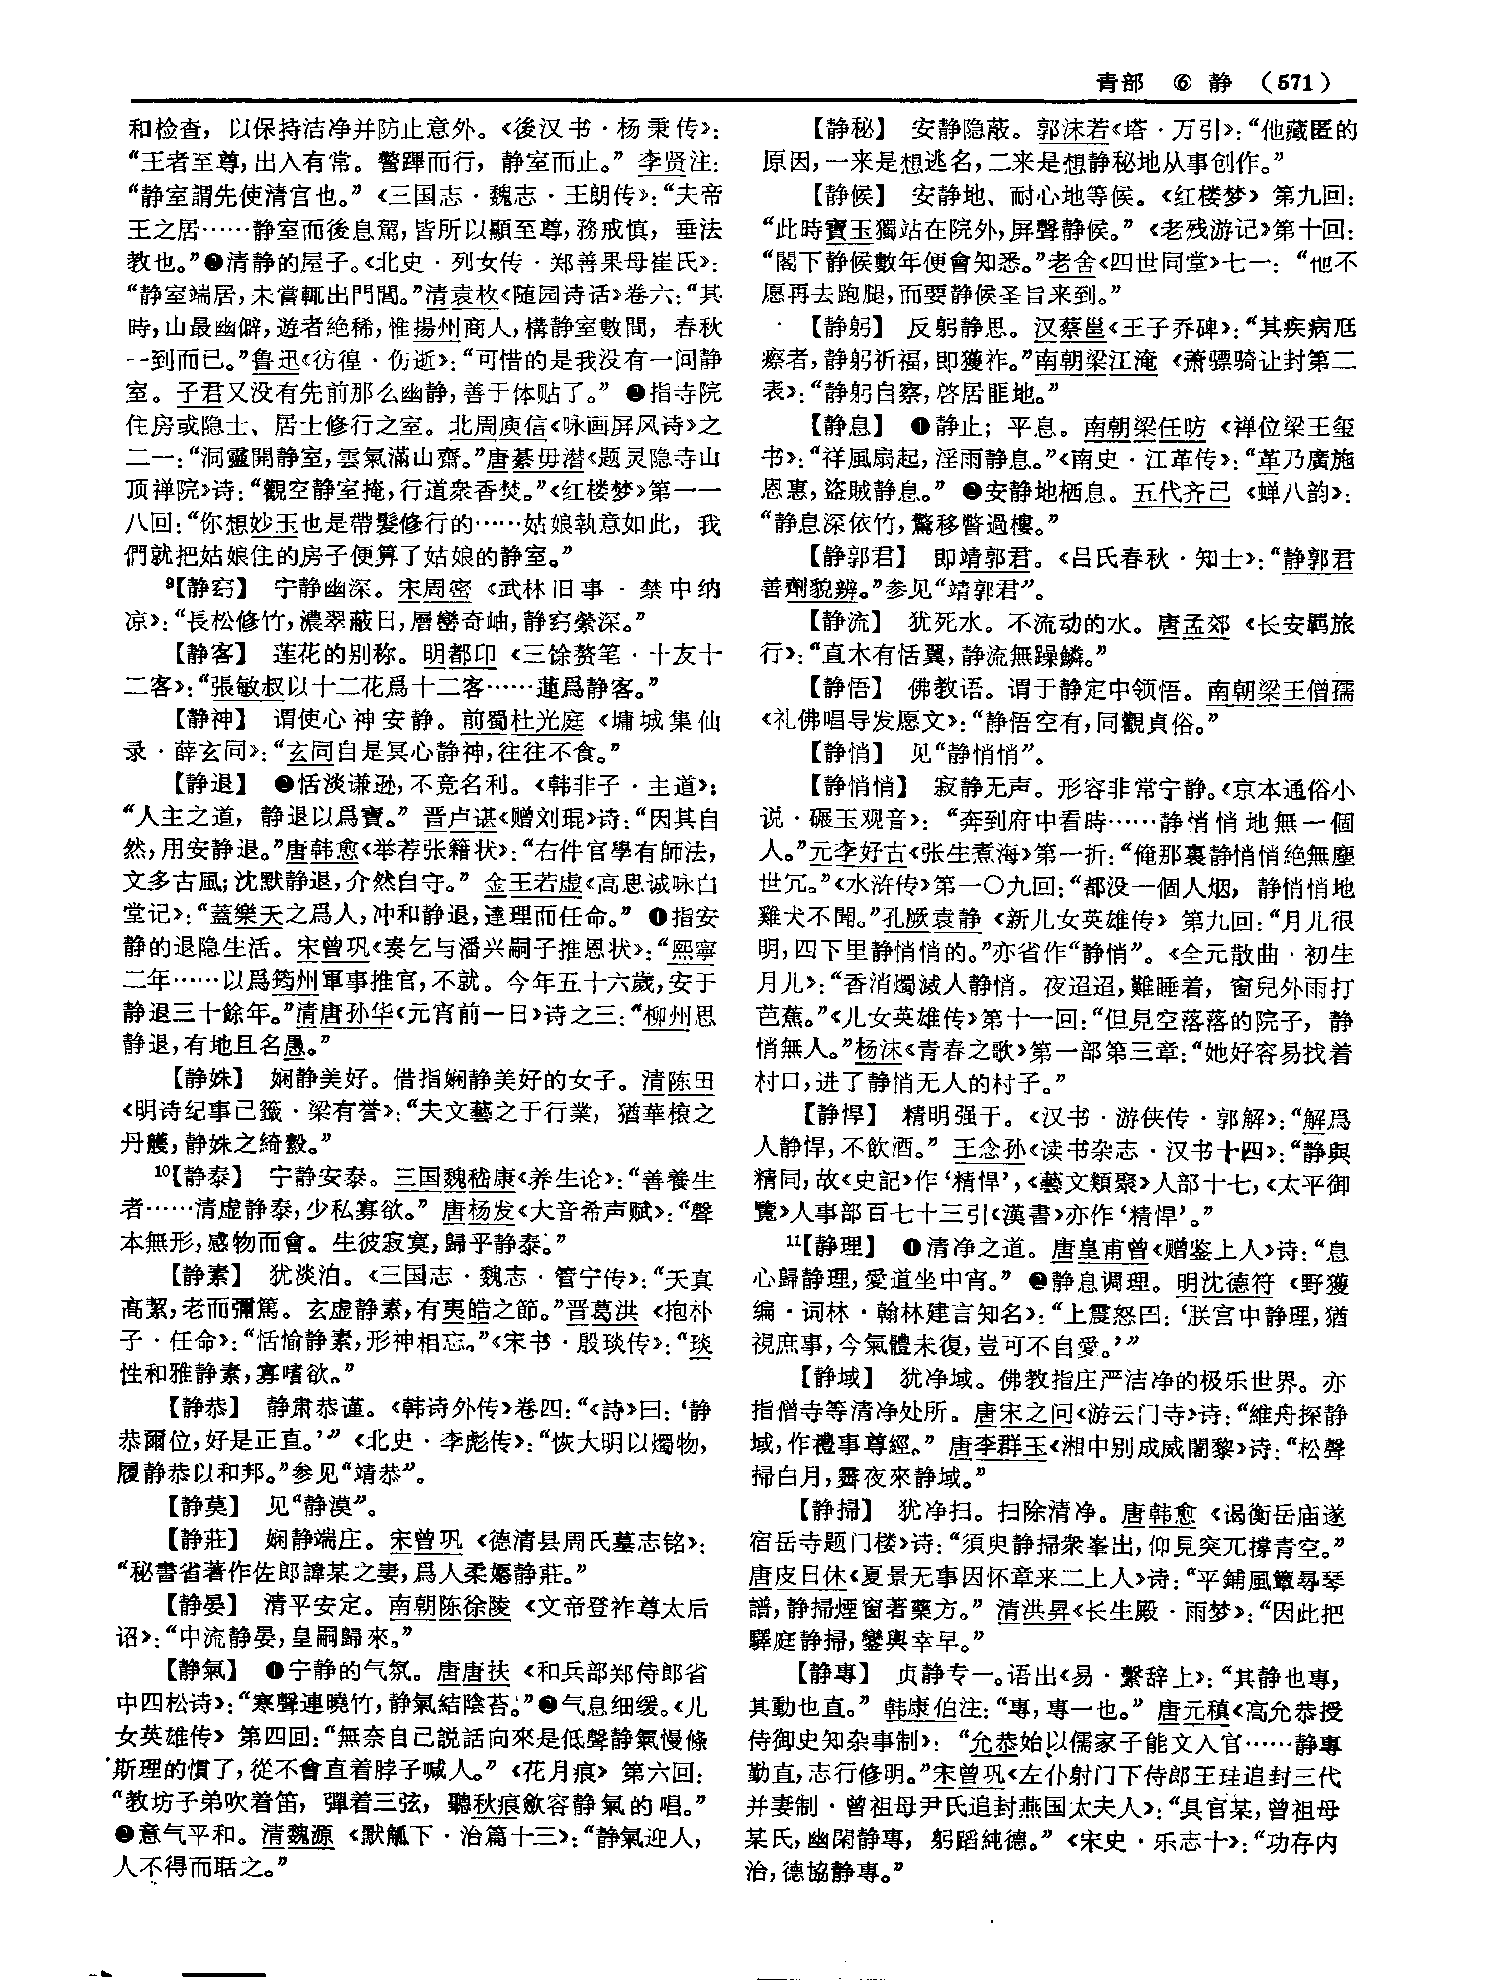 青部 ⑥ 静 (571)
和检查，以保持洁净并防止意外。《後汉书·杨秉传》：
“王者至尊，出入有常。警蹕而行，静室而止。”李贤注：
“静室謂先使清宫也。”《三国志·魏志·王朗传》：“夫帝
王之居……静室而後息駕，皆所以顯至尊，務戒慎，垂法
教也。”❷清静的屋子。《北史·列女传·郑善果母崔氏》：
“静室端居，未嘗輒出門閤。”清袁枚《随园诗话》卷六：“其
時，山最幽僻，遊者絶稀，惟揚州商人，構静室數間，春秋
一到而已。”鲁迅《彷徨·伤逝》：“可惜的是我没有一间静
室。子君又没有先前那么幽静，善于体贴了。”❸指寺院
住房或隐士、居士修行之室。北周庾信《咏画屏风诗》之
二一：“洞靈開静室，雲氣滿山齋。”唐綦毋潜《题灵隐寺山
顶禅院》诗：“觀空静室掩，行道衆香焚。”《红楼梦》第一一
八回：“你想妙玉也是帶髮修行的……姑娘執意如此，我
們就把姑娘住的房子便算了姑娘的静室。”
9【静窈】 宁静幽深。宋周密《武林旧事·禁中纳
凉》：“長松修竹，濃翠蔽日，層巒奇岫，静窈縈深。”
【静客】 莲花的别称。明都卬《三馀赘笔·十友十
二客》：“張敏叔以十二花爲十二客……蓮爲静客。”
【静神】 谓使心神安静。前蜀杜光庭《墉城集仙
录·薛玄同》：“玄同自是冥心静神，往往不食。”
【静退】 ❶恬淡谦逊，不竞名利。《韩非子·主道》：
“人主之道，静退以爲寶。”晋卢谌《赠刘琨》诗：“因其自
然，用安静退。”唐韩愈《举荐张籍状》：“右件官學有師法，
文多古風；沈默静退，介然自守。”金王若虚《高思诚咏白
堂记》：“蓋樂天之爲人，冲和静退，達理而任命。”❷指安
静的退隐生活。宋曾巩《奏乞与潘兴嗣子推恩状》：“熙寧
二年……以爲筠州軍事推官，不就。今年五十六歲，安于
静退三十餘年。”清唐孙华《元宵前一日》诗之三：“柳州思
静退，有地且名愚。”
【静姝】 娴静美好。借指娴静美好的女子。清陈田
《明诗纪事己籤·梁有誉》：“夫文藝之于行業，猶華榱之
丹雘，静姝之綺縠。”
10【静泰】 宁静安泰。三国魏嵇康《养生论》：“善養生
者……清虚静泰，少私寡欲。”唐杨发《大音希声赋》：“聲
本無形，感物而會。生彼寂寞，歸乎静泰。”
【静素】 犹淡泊。《三国志·魏志·管宁传》：“天真
高絜，老而彌篤。玄虚静素，有夷皓之節。”晋葛洪《抱朴
子·任命》：“恬愉静素，形神相忘。”《宋书·殷琰传》：“琰
性和雅静素，寡嗜欲。”
【静恭】 静肃恭谨。《韩诗外传》卷四：“《詩》曰：‘静
恭爾位，好是正直。’”《北史·李彪传》：“恢大明以燭物，
履静恭以和邦。”参见“靖恭”。
【静莫】 见“静漠”。
【静莊】 娴静端庄。宋曾巩《德清县周氏墓志铭》：
“秘書省著作佐郎諱某之妻，爲人柔嫕静莊。”
【静晏】 清平安定。南朝陈徐陵《文帝登祚尊太后
诏》：“中流静晏，皇嗣歸來。”
【静氣】 ❶宁静的气氛。唐唐扶《和兵部郑侍郎省
中四松诗》：“寒聲連曉竹，静氣結陰苔。”❷气息细缓。《儿
女英雄传》第四回：“無奈自己説話向來是低聲静氣慢條
斯理的慣了，從不會直着脖子喊人。”《花月痕》第六回：
“教坊子弟吹着笛，彈着三弦，聽秋痕斂容静氣的唱。”
❸意气平和。清魏源《默觚下·治篇十三》：“静氣迎人，
人不得而聒之。”
【静秘】 安静隐蔽。郭沫若《塔·万引》：“他藏匿的
原因，一来是想逃名，二来是想静秘地从事创作。”
【静候】 安静地、耐心地等候。《红楼梦》第九回：
“此時寶玉獨站在院外，屏聲静候。”《老残游记》第十回：
“閣下静候數年便會知悉。”老舍《四世同堂》七一：“他不
愿再去跑腿，而要静候圣旨来到。”
【静躬】 反躬静思。汉蔡邕《王子乔碑》：“其疾病尫
瘵者，静躬祈福，即獲祚。”南朝梁江淹《萧骠骑让封第二
表》：“静躬自察，啓居匪地。”
【静息】 ❶静止；平息。南朝梁任昉《禅位梁王玺
书》：“祥風扇起，淫雨静息。”《南史·江革传》：“革乃廣施
恩惠，盗賊静息。”❷安静地栖息。五代齐己《蝉八韵》：
“静息深依竹，驚移瞥過樓。”
【静郭君】 即靖郭君。《吕氏春秋·知士》：“静郭君
善劑貌辨。”参见“靖郭君”。
【静流】 犹死水。不流动的水。唐孟郊《长安羁旅
行》：“直木有恬翼，静流無躁鱗。”
【静悟】 佛教语。谓于静定中领悟。南朝梁王僧孺
《礼佛唱导发愿文》：“静悟空有，同觀貞俗。”
【静悄】 见“静悄悄”。
【静悄悄】 寂静无声。形容非常宁静。《京本通俗小
说·碾玉观音》：“奔到府中看時……静悄悄地無一個
人。”元李好古《张生煮海》第一折：“俺那裏静悄悄絶無塵
世冗。”《水浒传》第一〇九回：“都没一個人烟，静悄悄地
雞犬不聞。”孔厥袁静《新儿女英雄传》第九回：“月儿很
明，四下里静悄悄的。”亦省作“静悄”。《全元散曲·初生
月儿》：“香消燭滅人静悄。夜迢迢，難睡着，窗兒外雨打
芭蕉。”《儿女英雄传》第十一回：“但見空落落的院子，静
悄無人。”杨沫《青春之歌》第一部第三章：“她好容易找着
村口，进了静悄无人的村子。”
【静悍】 精明强干。《汉书·游侠传·郭解》：“解爲
人静悍，不飲酒。”王念孙《读书杂志·汉书十四》：“静與
精同，故《史記》作‘精悍’，《藝文類聚》人部十七，《太平御
覽》人事部百七十三引《漢書》亦作‘精悍’。”
11【静理】 ❶清净之道。唐皇甫曾《赠鉴上人》诗：“息
心歸静理，愛道坐中宵。”❷静息调理。明沈德符《野獲
编·词林·翰林建言知名》：“上震怒曰：‘朕宫中静理，猶
視庶事，今氣體未復，豈可不自愛。’”
【静域】 犹净域。佛教指庄严洁净的极乐世界。亦
指僧寺等清净处所。唐宋之问《游云门寺》诗：“維舟探静
域，作禮事尊經。”唐李群玉《湘中别成威闍黎》诗：“松聲
掃白月，霽夜來静域。”
【静掃】 犹净扫。扫除清净。唐韩愈《谒衡岳庙遂
宿岳寺题门楼》诗：“須臾静掃衆峯出，仰見突兀撑青空。”
唐皮日休《夏景无事因怀章来二上人》诗：“平鋪風簟尋琴
譜，静掃煙窗著藥方。”清洪昇《长生殿·雨梦》：“因此把
驛庭静掃，鑾輿幸早。”
【静專】 贞静专一。语出《易·繫辞上》：“其静也專，
其動也直。”韩康伯注：“專，專一也。”唐元稹《高允恭授
侍御史知杂事制》：“允恭始以儒家子能文入官……静專
勤直，志行修明。”宋曾巩《左仆射门下侍郎王珪追封三代
并妻制·曾祖母尹氏追封燕国太夫人》：“具官某，曾祖母
某氏，幽閑静專，躬蹈純德。”《宋史·乐志十》：“功存内
治，德協静專。”